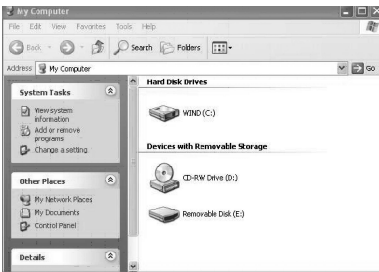 My Computer
File Edit View Favorites Tools Help
Back Search Folders
Address My Computer Go
System Tasks
View system
information
Add or remove
programs
Change a setting
Other Places
My Network Places
My Documents
Control Panel
Details
Hard Disk Drives
WIND (C:)
Devices with Removable Storage
CD-RW Drive (D:)
Removable Disk (E:)